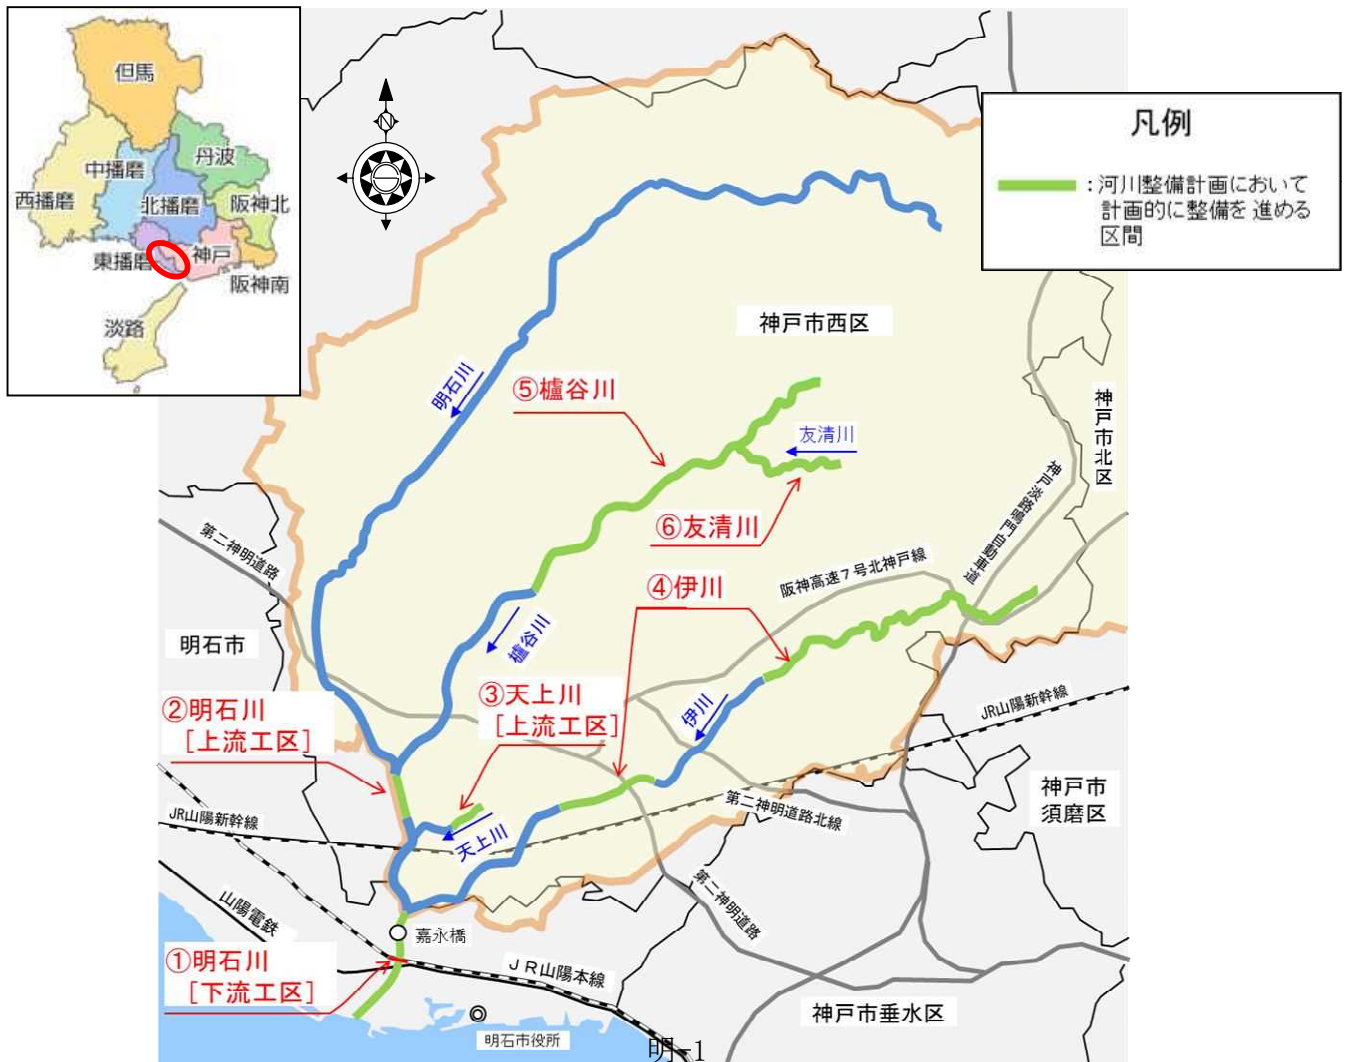 但馬
丹波
中播磨
西播磨
北播磨
阪神北
東播磨
神戸
阪神南
淡路
N
凡例
：河川整備計画において
計画的に整備を進める
区間
神戸市西区
明石川
⑤櫨谷川
友清川
神戸市北区
⑥友清川
神戸淡路鳴門自動車道
第二神明道路
阪神高速７号北神戸線
④伊川
明石市
櫨谷川
③天上川
［上流工区］
伊川
JR山陽新幹線
②明石川
［上流工区］
神戸市
須磨区
JR山陽新幹線
天上川
第二神明道路北線
第二神明道路
山陽電鉄
嘉永橋
①明石川
［下流工区］
ＪＲ山陽本線
神戸市垂水区
明石市役所
明-1